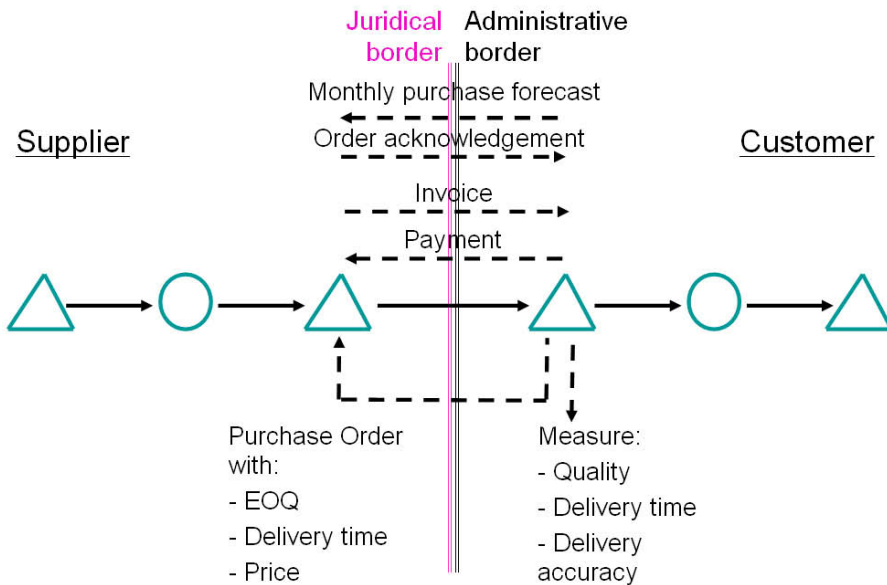 Juridical
border
Administrative
border
Monthly purchase forecast
Supplier
Order acknowledgement
Customer
Invoice
Payment
Purchase Order
with:
- EOQ
- Delivery time
- Price
Measure:
- Quality
- Delivery time
- Delivery
accuracy